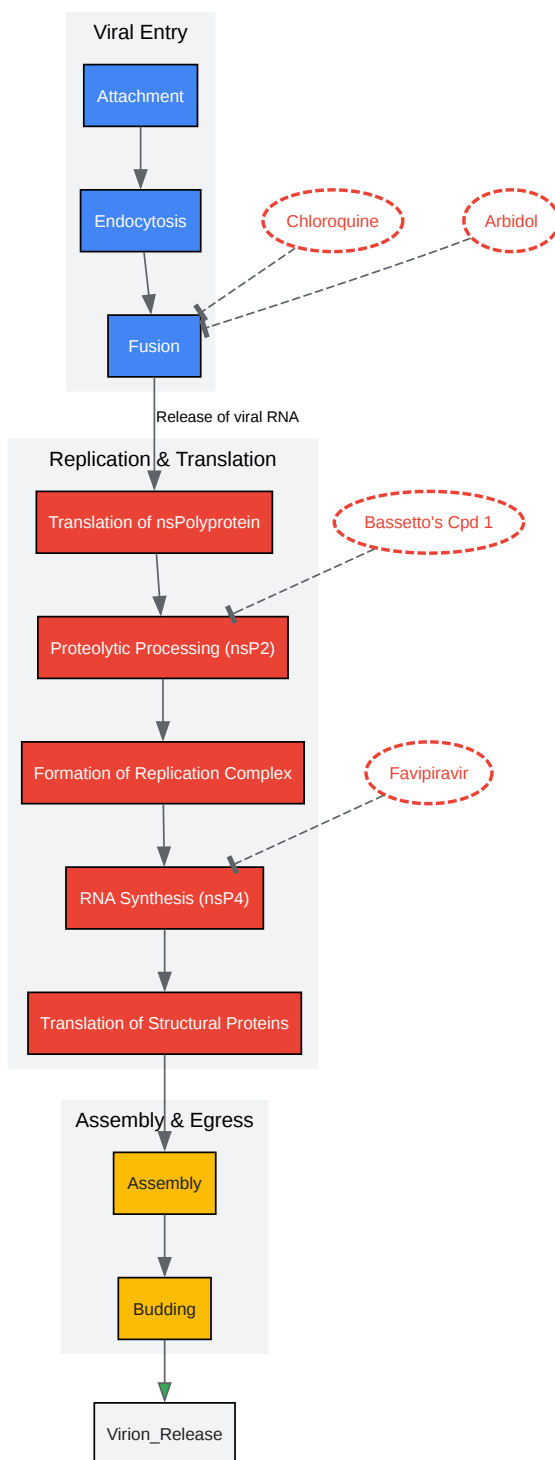 Viral Entry
Attachment
Endocytosis
Chloroquine
Arbidol
Fusion
Release of viral RNA
Replication & Translation
Translation of nsPolyprotein
Bassetto's Cpd 1
Proteolytic Processing (nsP2)
Formation of Replication Complex
Favipiravir
RNA Synthesis (nsP4)
Translation of Structural Proteins
Assembly & Egress
Assembly
Budding
Virion_Release